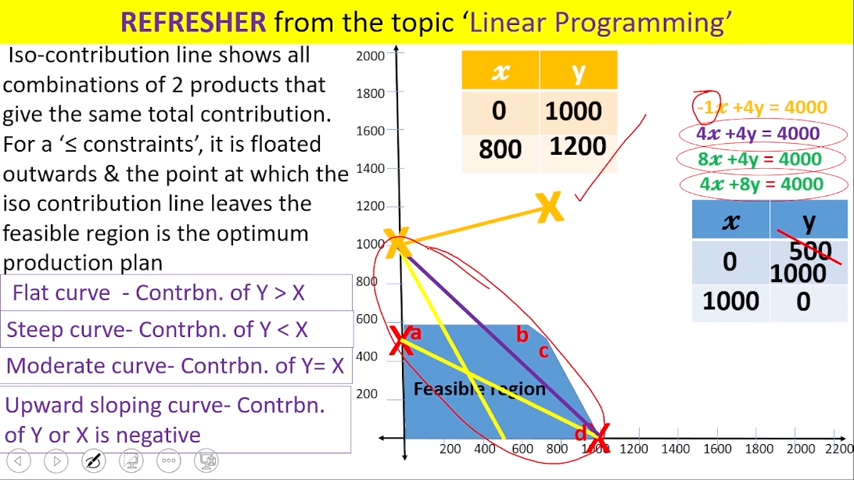 REFRESHER from the topic ‘Linear Programming’
Iso-contribution line shows all
combinations of 2 products that
give the same total contribution.
For a ‘≤ constraints’, it is floated
outwards & the point at which the
iso contribution line leaves the
feasible region is the optimum
production plan
Flat curve - Contrbn. of Y > X
Steep curve- Contrbn. of Y < X
Moderate curve- Contrbn. of Y= X
Upward sloping curve- Contrbn.
of Y or X is negative
2000
1800
1600
1400
1200
1000
800
600
400
200
x y
0 1000
800 1200
X
X
X a
b
c
Feasible region
d X
200 400 600 800 1000 1200 1400 1600 1800 2000 2200
-1x +4y = 4000
4x +4y = 4000
8x +4y = 4000
4x +8y = 4000
x y
0 500
1000
1000 0